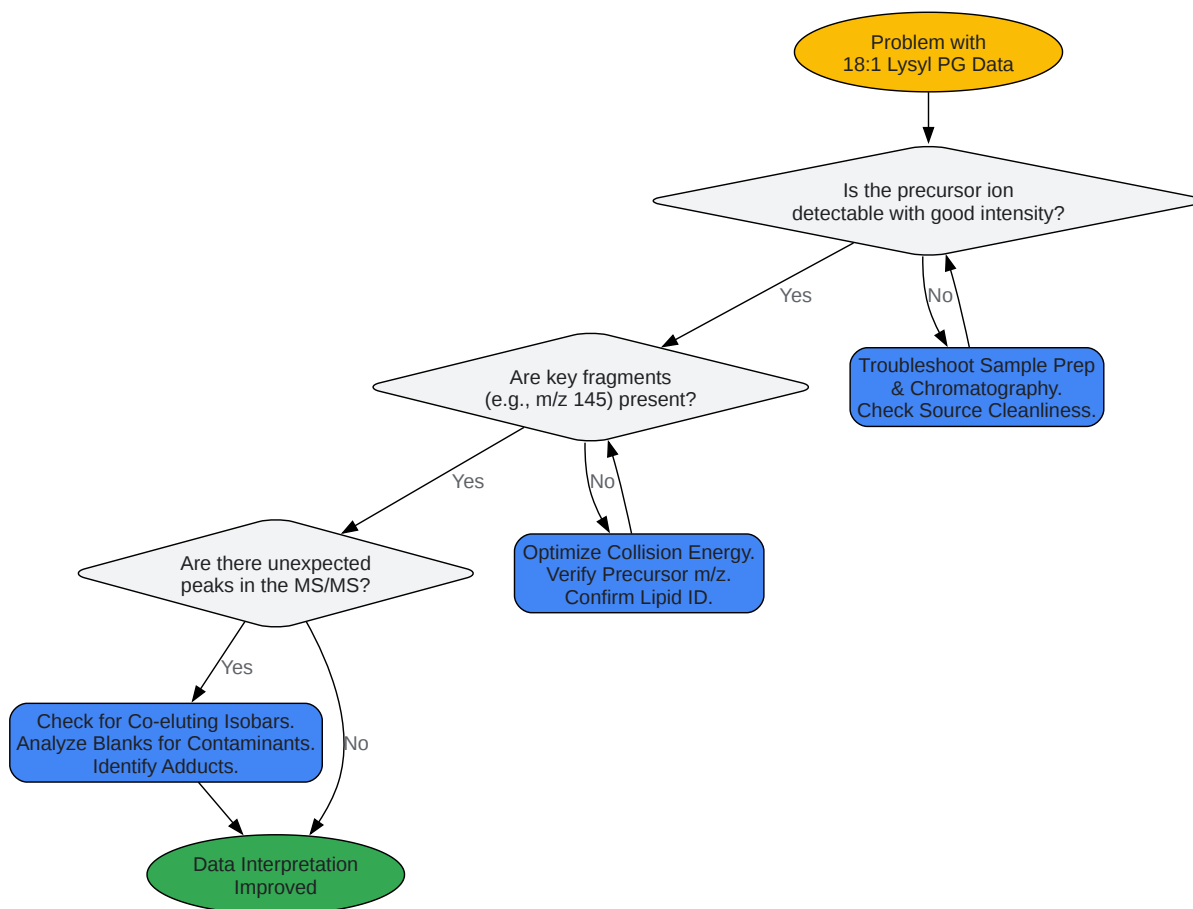 Problem with
18:1 Lysyl PG Data
Is the precursor ion
detectable with good intensity?
Yes
No
Troubleshoot Sample Prep
& Chromatography.
Check Source Cleanliness.
Are key fragments
(e.g., m/z 145) present?
Yes
No
Optimize Collision Energy.
Verify Precursor m/z.
Confirm Lipid ID.
Are there unexpected
peaks in the MS/MS?
Yes
No
Check for Co-eluting Isobars.
Analyze Blanks for Contaminants.
Identify Adducts.
Data Interpretation
Improved